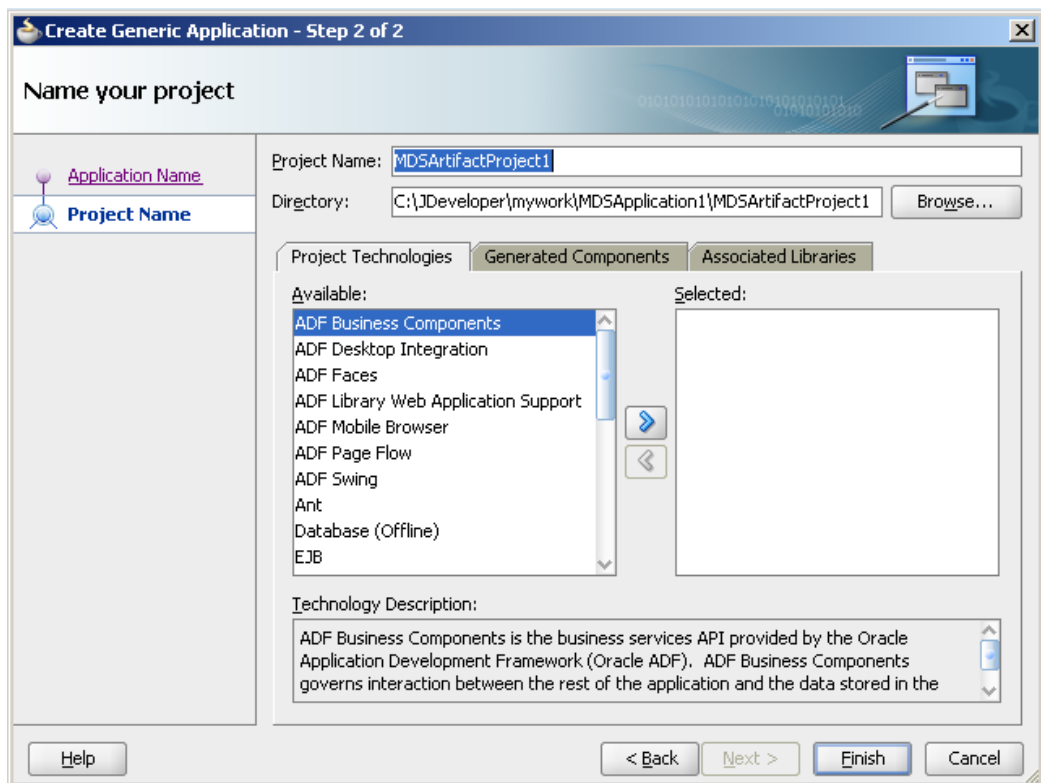 Create Generic Application - Step 2 of 2
Name your project
0101010101010101010101010101
01010101010
Application Name
Project Name
Project Name: MDSArtifactProject1
Directory: C:\JDeveloper\mywork\MDSApplication1\MDSArtifactProject1 Browse...
Project Technologies Generated Components Associated Libraries
Available: Selected:
ADF Business Components
ADF Desktop Integration
ADF Faces
ADF Library Web Application Support
ADF Mobile Browser
ADF Page Flow
ADF Swing
Ant
Database (Offline)
EJB
Technology Description:
ADF Business Components is the business services API provided by the Oracle
Application Development Framework (Oracle ADF). ADF Business Components
governs interaction between the rest of the application and the data stored in the
Help < Back Next > Finish Cancel